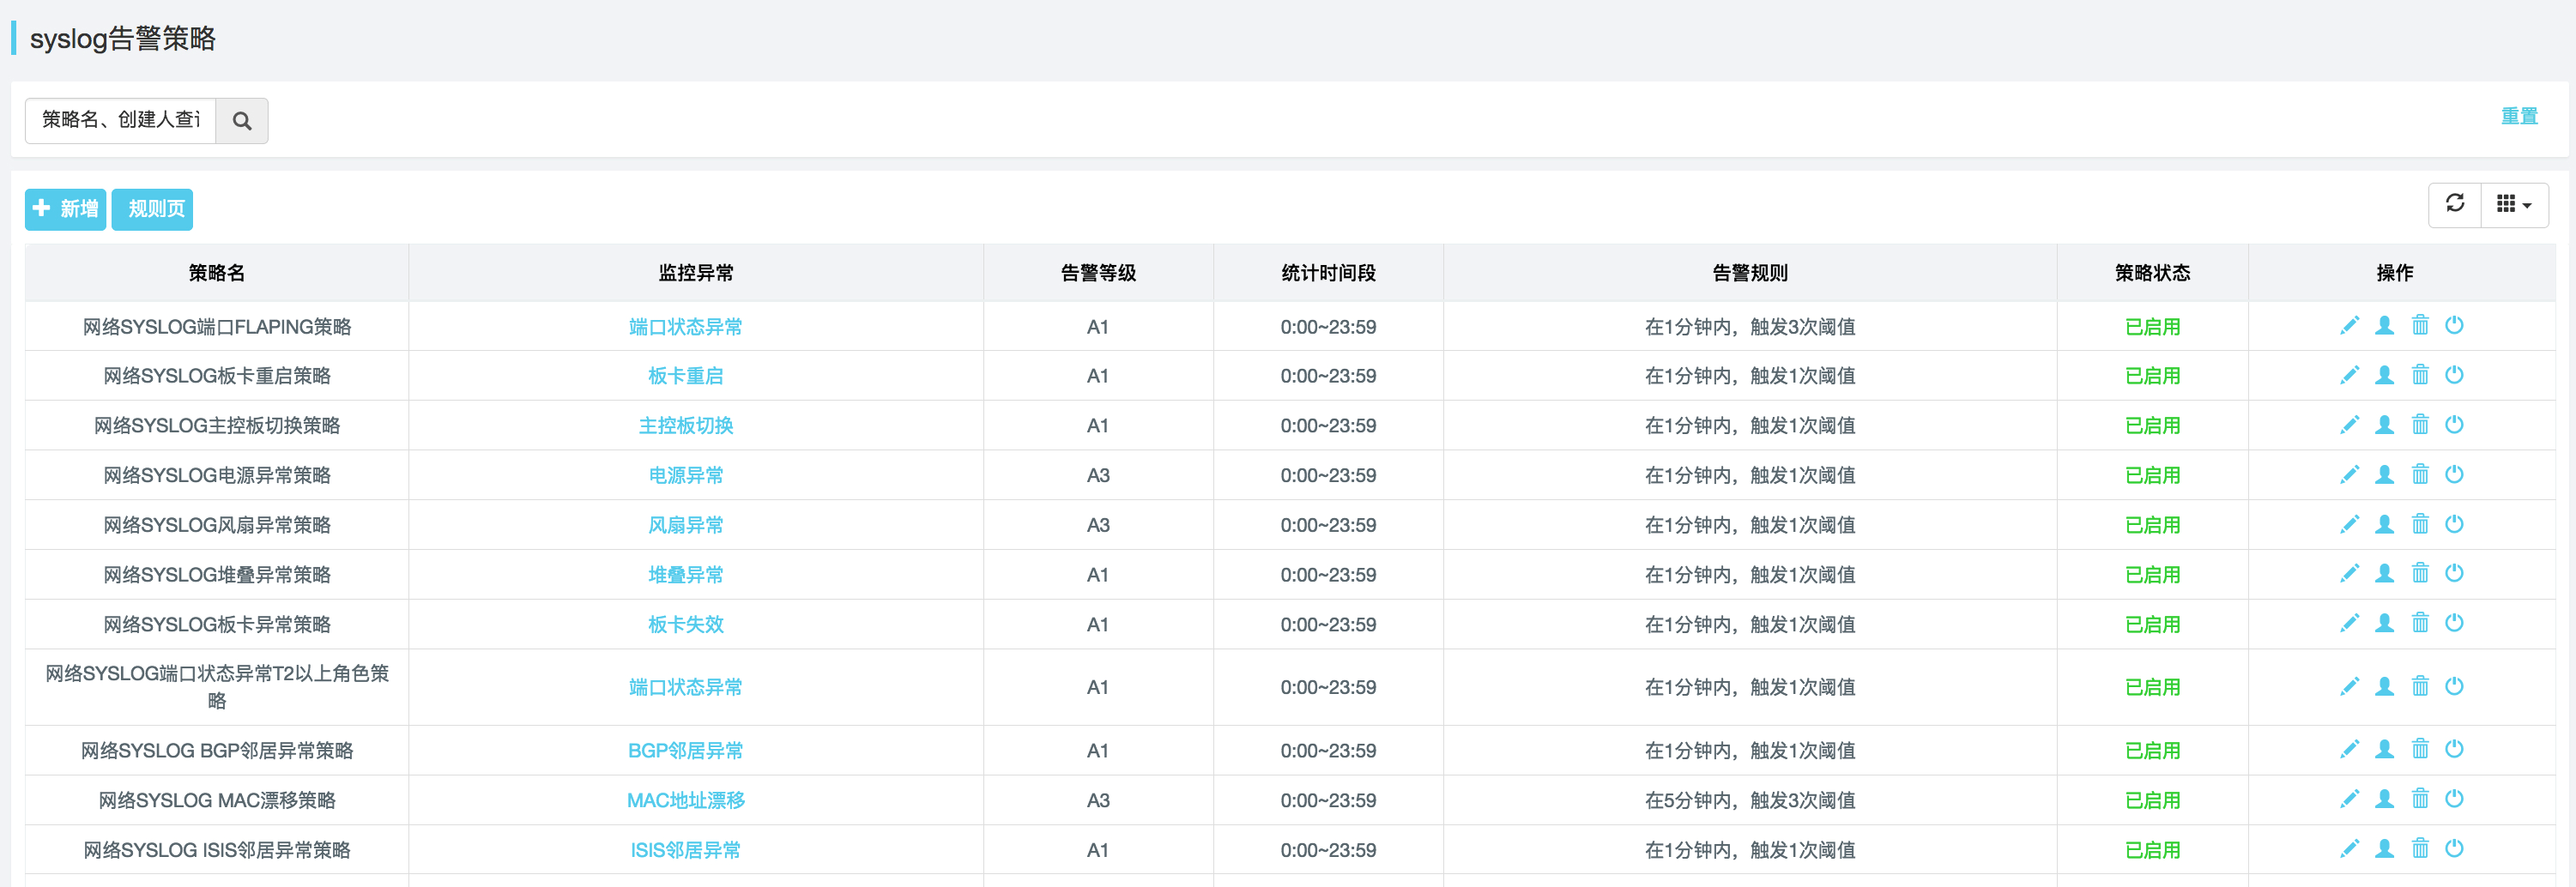 syslog告警策略
策略名、创建人查
重置
新增 规则页
策略名 监控异常 告警等级 统计时间段 告警规则 策略状态 操作
网络SYSLOG端口FLAPING策略 端口状态异常 A1 0:00~23:59 在1分钟内，触发3次阈值 已启用
网络SYSLOG板卡重启策略 板卡重启 A1 0:00~23:59 在1分钟内，触发1次阈值 已启用
网络SYSLOG主控板切换策略 主控板切换 A1 0:00~23:59 在1分钟内，触发1次阈值 已启用
网络SYSLOG电源异常策略 电源异常 A3 0:00~23:59 在1分钟内，触发1次阈值 已启用
网络SYSLOG风扇异常策略 风扇异常 A3 0:00~23:59 在1分钟内，触发1次阈值 已启用
网络SYSLOG堆叠异常策略 堆叠异常 A1 0:00~23:59 在1分钟内，触发1次阈值 已启用
网络SYSLOG板卡异常策略 板卡失效 A1 0:00~23:59 在1分钟内，触发1次阈值 已启用
网络SYSLOG端口状态异常T2以上角色策
略 端口状态异常 A1 0:00~23:59 在1分钟内，触发1次阈值 已启用
网络SYSLOG BGP邻居异常策略 BGP邻居异常 A1 0:00~23:59 在1分钟内，触发1次阈值 已启用
网络SYSLOG MAC漂移策略 MAC地址漂移 A3 0:00~23:59 在5分钟内，触发3次阈值 已启用
网络SYSLOG ISIS邻居异常策略 ISIS邻居异常 A1 0:00~23:59 在1分钟内，触发1次阈值 已启用